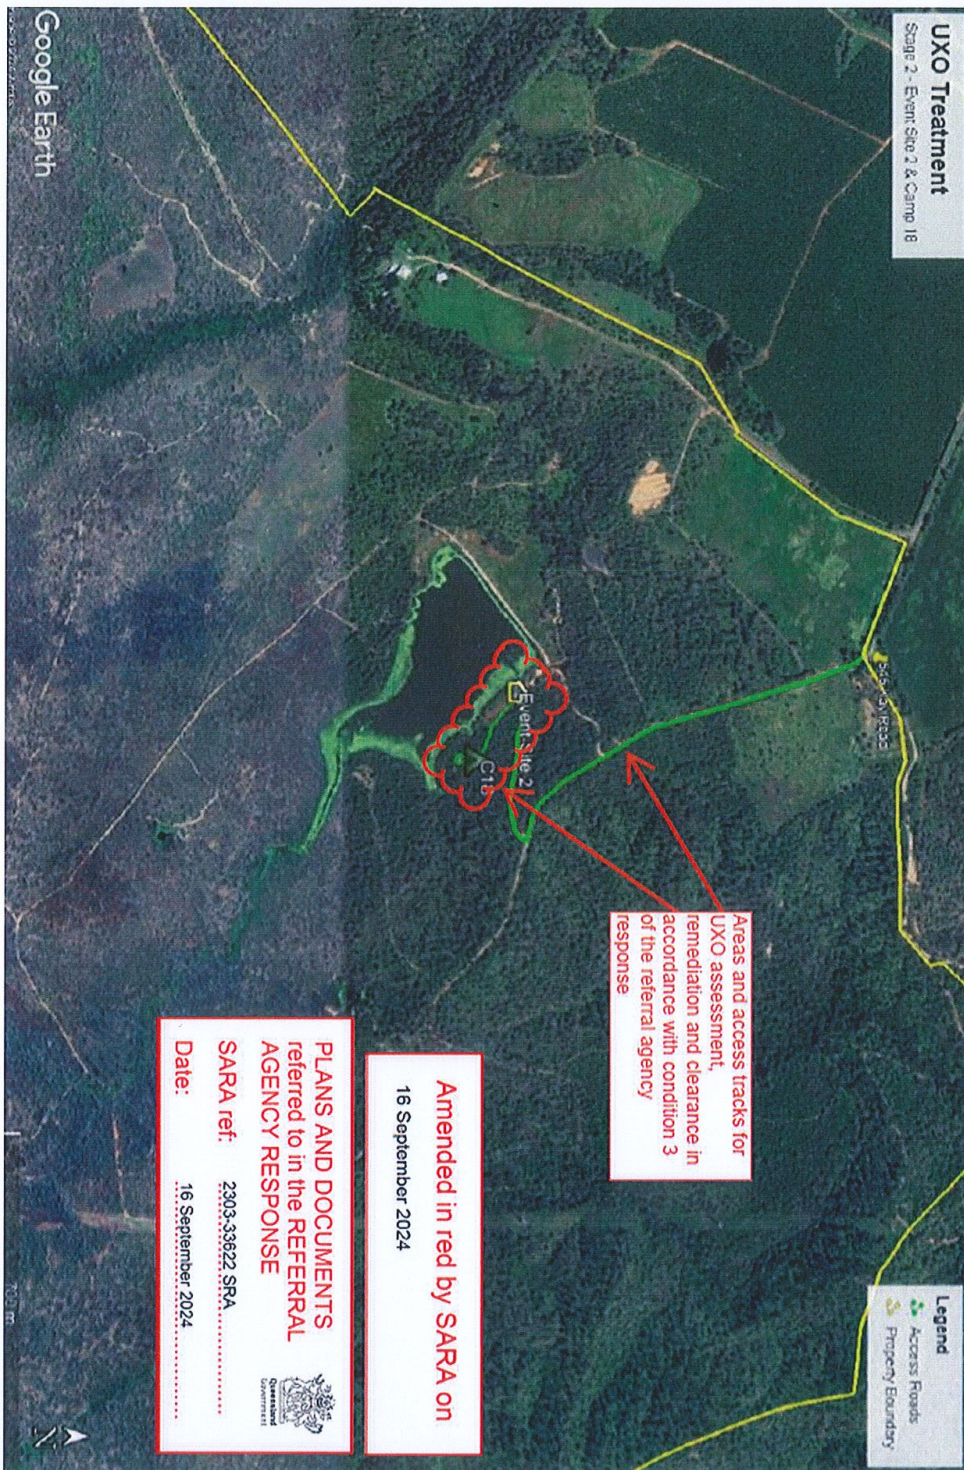 UXO Treatment
Stage 2 - Event Site 2 & Camp 18
Legend
Access Roads
Property Boundary
Road
Event Site 2
C18
Areas and access tracks for
UXO assessment,
remediation and clearance in
accordance with condition 3
of the referral agency
response
Amended in red by SARA on
16 September 2024
PLANS AND DOCUMENTS
referred to in the REFERRAL
AGENCY RESPONSE
SARA ref: 2303-33622 SRA
Date: 16 September 2024
Queensland
Government
Google Earth